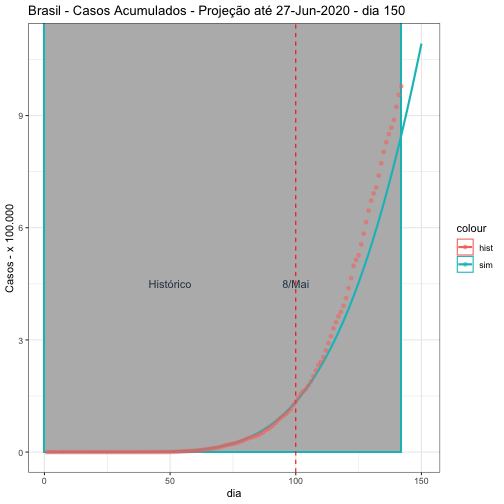 Brasil - Casos Acumulados - Projeção até 27-Jun-2020 - dia 150
Casos - x 100.000
9
6
3
0
Histórico
8/Mai
0
50
100
150
dia
colour
hist
sim